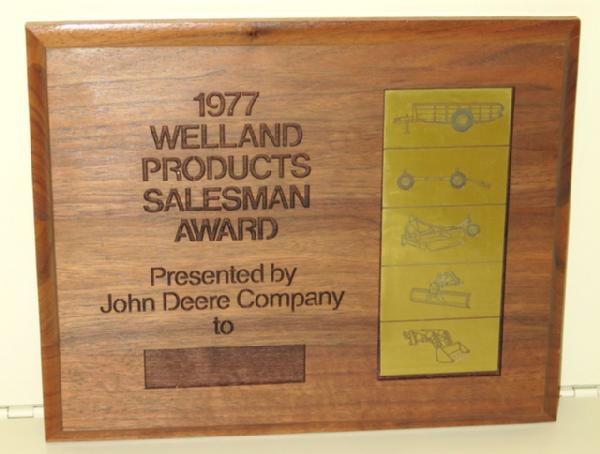 1977
WELLAND
PRODUCTS
SALESMAN
AWARD
Presented by
John Deere Company
to